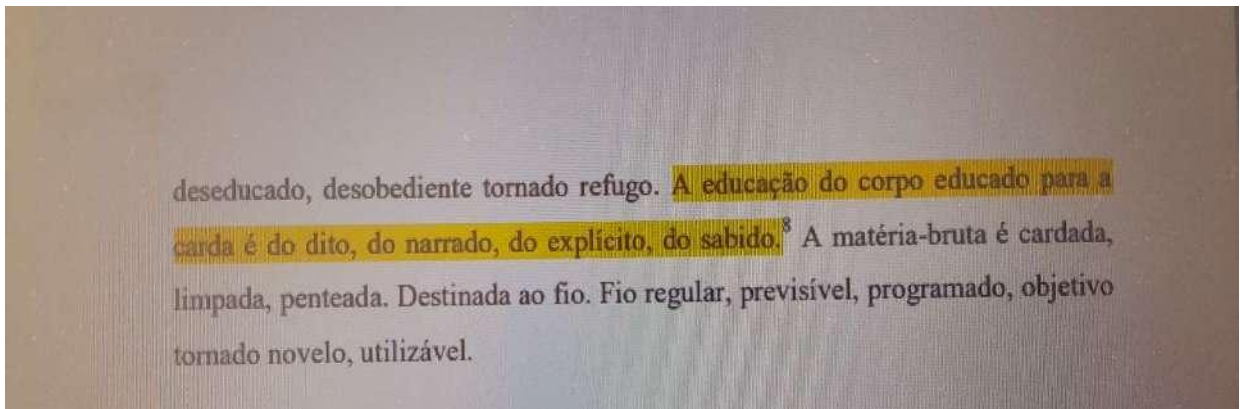 deseducado, desobediente tornado refugo. A educação do corpo educado para a
carda é do dito, do narrado, do explícito, do sabido.⁸ A matéria-bruta é cardada,
limpada, penteada. Destinada ao fio. Fio regular, previsível, programado, objetivo
tornado novelo, utilizável.